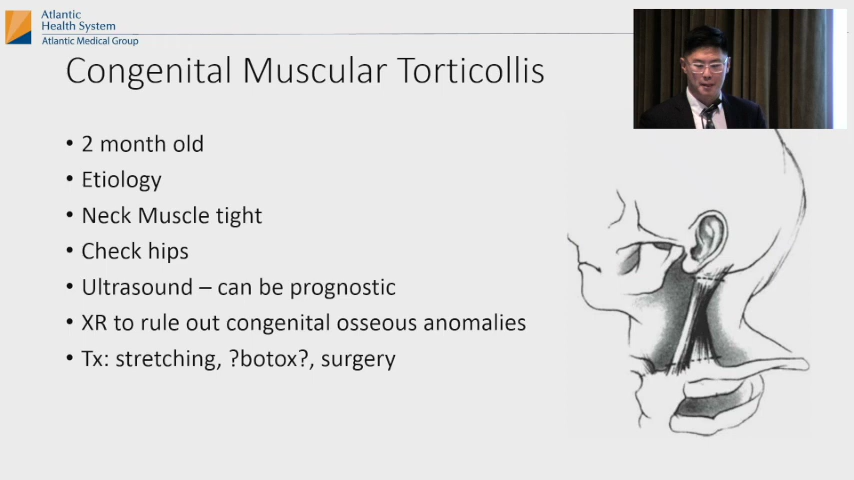 Atlantic
Health System
Atlantic Medical Group
Congenital Muscular Torticollis
• 2 month old
• Etiology
• Neck Muscle tight
• Check hips
• Ultrasound – can be prognostic
• XR to rule out congenital osseous anomalies
• Tx: stretching, ?botox?, surgery